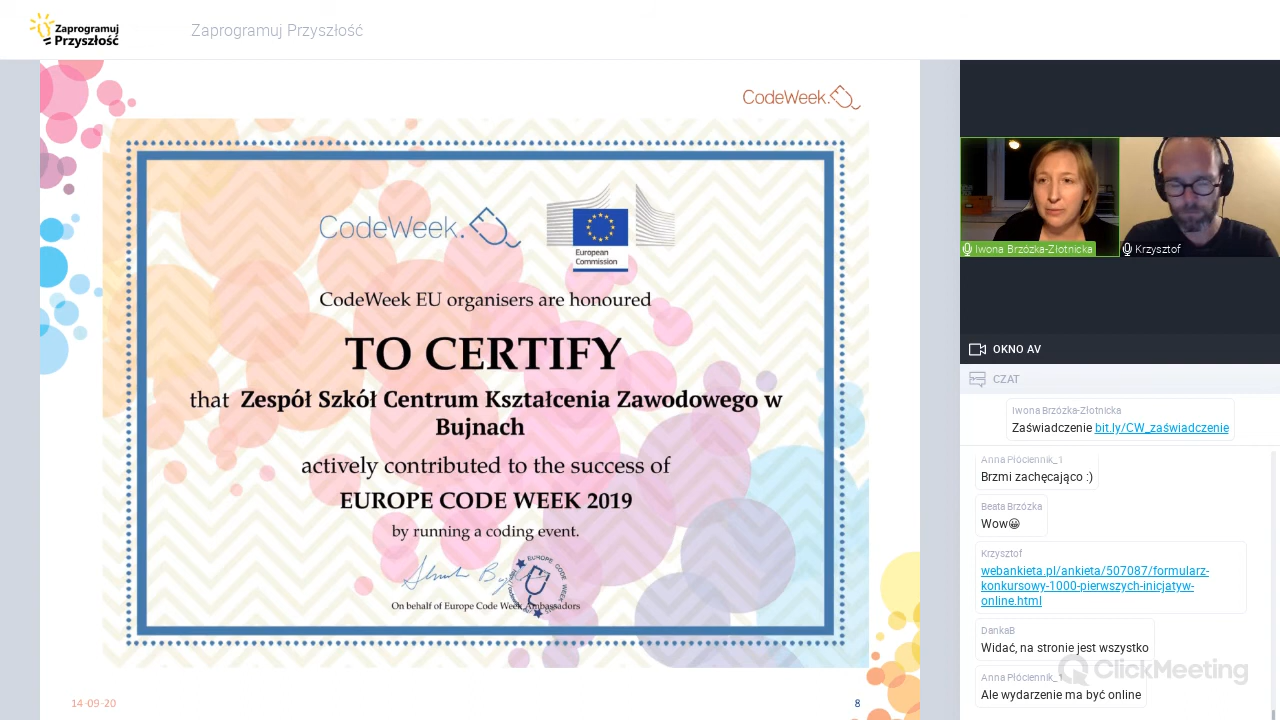 Zaprogramuj
Przyszłość
Zaprogramuj Przyszłość
CodeWeek.
CodeWeek.
European
Commission
CodeWeek EU organisers are honoured
TO CERTIFY
that Zespół Szkół Centrum Kształcenia Zawodowego w
Bujnach
actively contributed to the success of
EUROPE CODE WEEK 2019
by running a coding event.
EUROPE CODE WEEK
On behalf of Europe Code Week Ambassadors
14-09-20
8
Iwona Brzózka-Złotnicka
Krzysztof
OKNO AV
CZAT
Iwona Brzózka-Złotnicka
Zaświadczenie bit.ly/CW_zaświadczenie
Anna Płóciennik_1
Brzmi zachęcająco :)
Beata Brzózka
Wow😀
Krzysztof
webankieta.pl/ankieta/507087/formularz-
konkursowy-1000-pierwszych-inicjatyw-
online.html
DankaB
Widać, na stronie jest wszystko
ClickMeeting
Anna Płóciennik_1
Ale wydarzenie ma być online